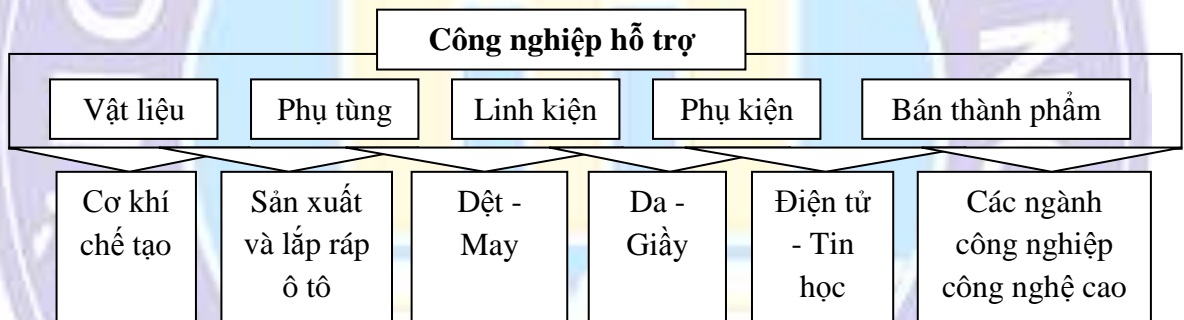 Công nghiệp hỗ trợ
Vật liệu
Phụ tùng
Linh kiện
Phụ kiện
Bán thành phẩm
Cơ khí
chế tạo
Sản xuất
và lắp ráp
ô tô
Dệt -
May
Da -
Giầy
Điện tử
- Tin
học
Các ngành
công nghiệp
công nghệ cao